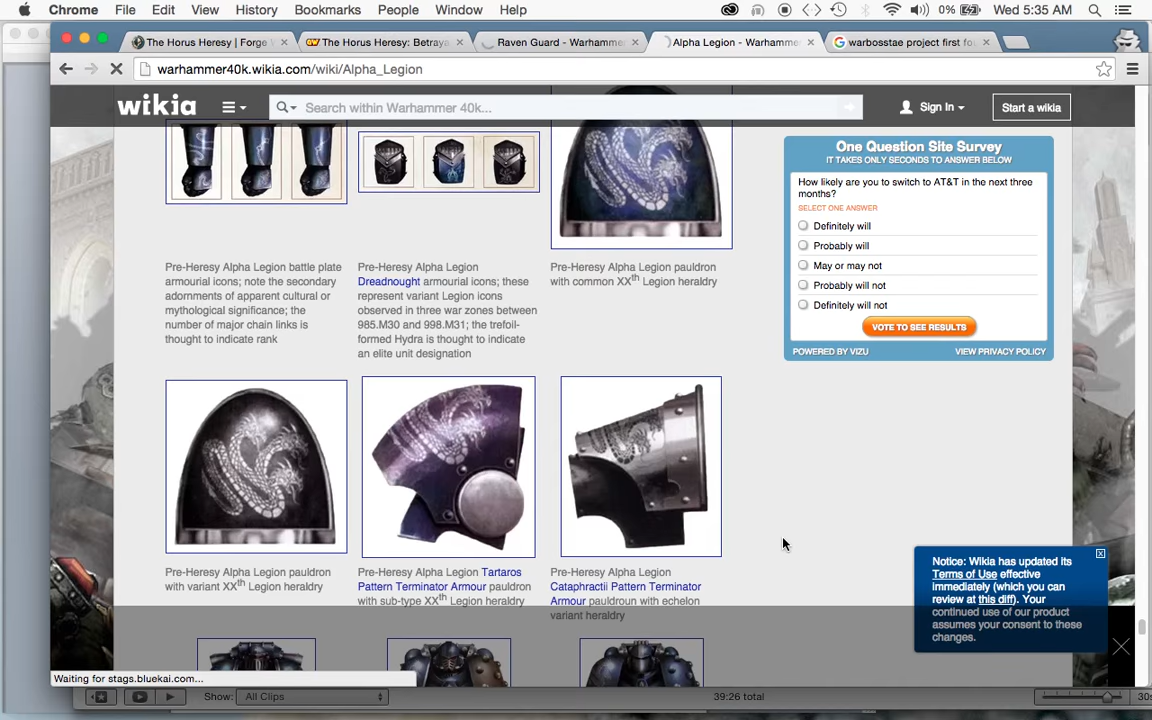 Chrome File Edit View History Bookmarks People Window Help 0% Wed 5:35 AM
The Horus Heresy | Forge The Horus Heresy: Betraya Raven Guard - Warhammer Alpha Legion - Warhammer warbosstae project first fo
warhammer40k.wikia.com/wiki/Alpha_Legion
wikia Search within Warhammer 40k... Sign In Start a wikia
One Question Site Survey
IT TAKES ONLY SECONDS TO ANSWER BELOW
How likely are you to switch to AT&T in the next three
months?
SELECT ONE ANSWER
Definitely will
Probably will
May or may not
Probably will not
Definitely will not
VOTE TO SEE RESULTS
POWERED BY VIZU VIEW PRIVACY POLICY
Pre-Heresy Alpha Legion battle plate
armourial icons; note the secondary
adornments of apparent cultural or
mythological significance; the
number of major chain links is
thought to indicate rank
Pre-Heresy Alpha Legion
Dreadnought armourial icons; these
represent variant Legion icons
observed in three war zones between
985.M30 and 998.M31; the trefoil-
formed Hydra is thought to indicate
an elite unit designation
Pre-Heresy Alpha Legion pauldron
with common XXth Legion heraldry
Pre-Heresy Alpha Legion pauldron
with variant XXth Legion heraldry
Pre-Heresy Alpha Legion Tartaros
Pattern Terminator Armour pauldron
with sub-type XXth Legion heraldry
Pre-Heresy Alpha Legion
Cataphractii Pattern Terminator
Armour pauldroun with echelon
variant heraldry
Notice: Wikia has updated its
Terms of Use effective
immediately (which you can
review at this diff). Your
continued use of our product
assumes your consent to these
changes.
Waiting for stags.bluekai.com...
Show: All Clips 39:26 total 30s